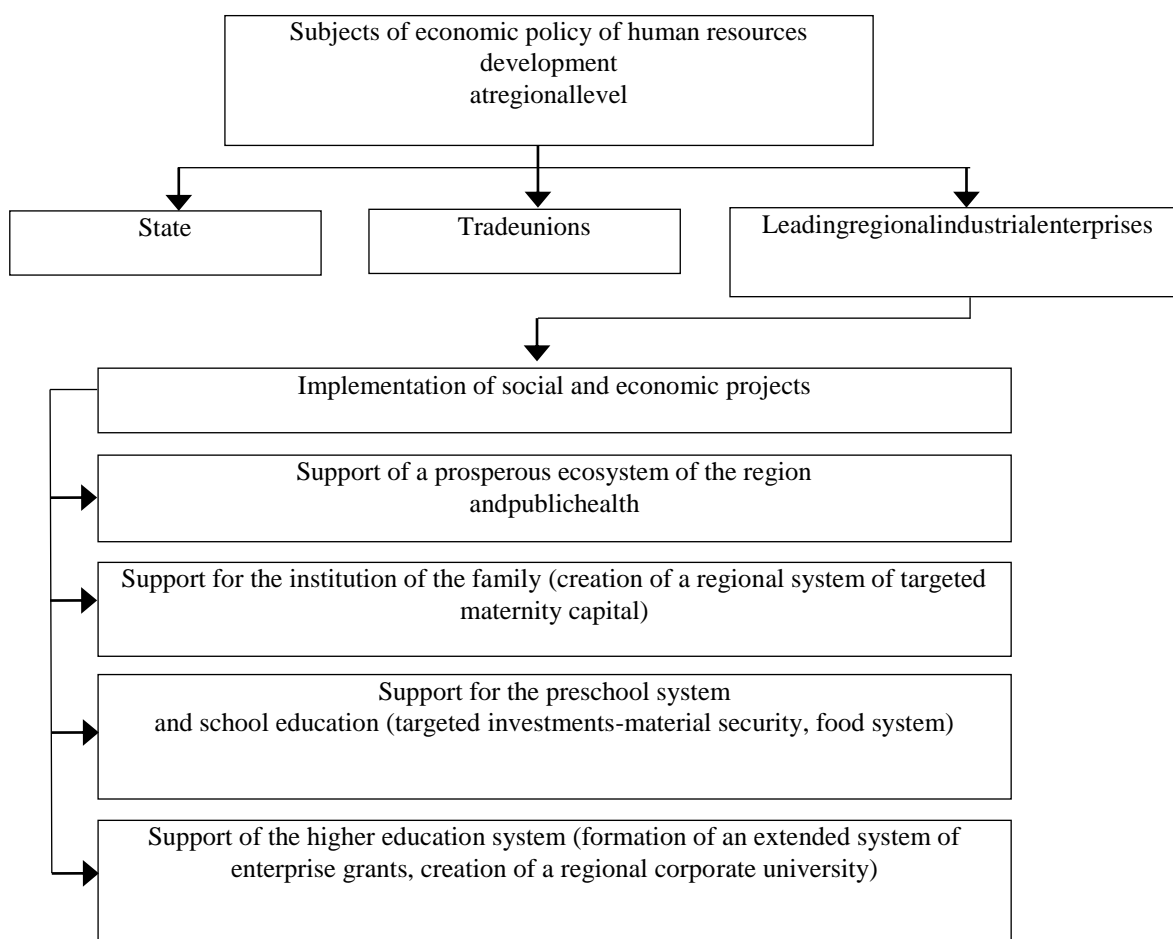 Subjects of economic policy of human resources
development
atregionallevel
State
Tradeunions
Leadingregionalindustrialenterprises
Implementation of social and economic projects
Support of a prosperous ecosystem of the region
andpublichealth
Support for the institution of the family (creation of a regional system of targeted
maternity capital)
Support for the preschool system
and school education (targeted investments-material security, food system)
Support of the higher education system (formation of an extended system of
enterprise grants, creation of a regional corporate university)